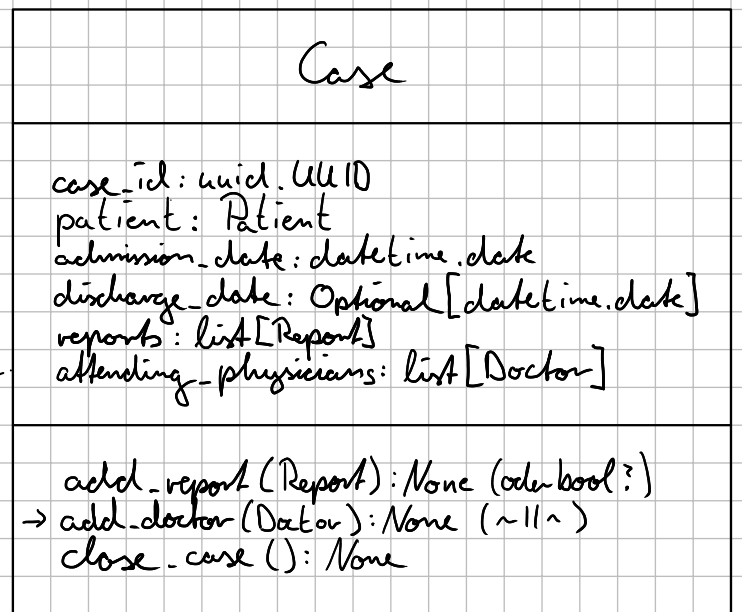 Case
case_id: uuid.UUID
patient: Patient
admission_date: datetime.date
discharge_date: Optional[datetime.date]
reports: list[Report]
attending_physicians: list[Doctor]
add_report(Report): None (oder bool?)
→ add_doctor(Doctor): None (~||~)
close_case(): None